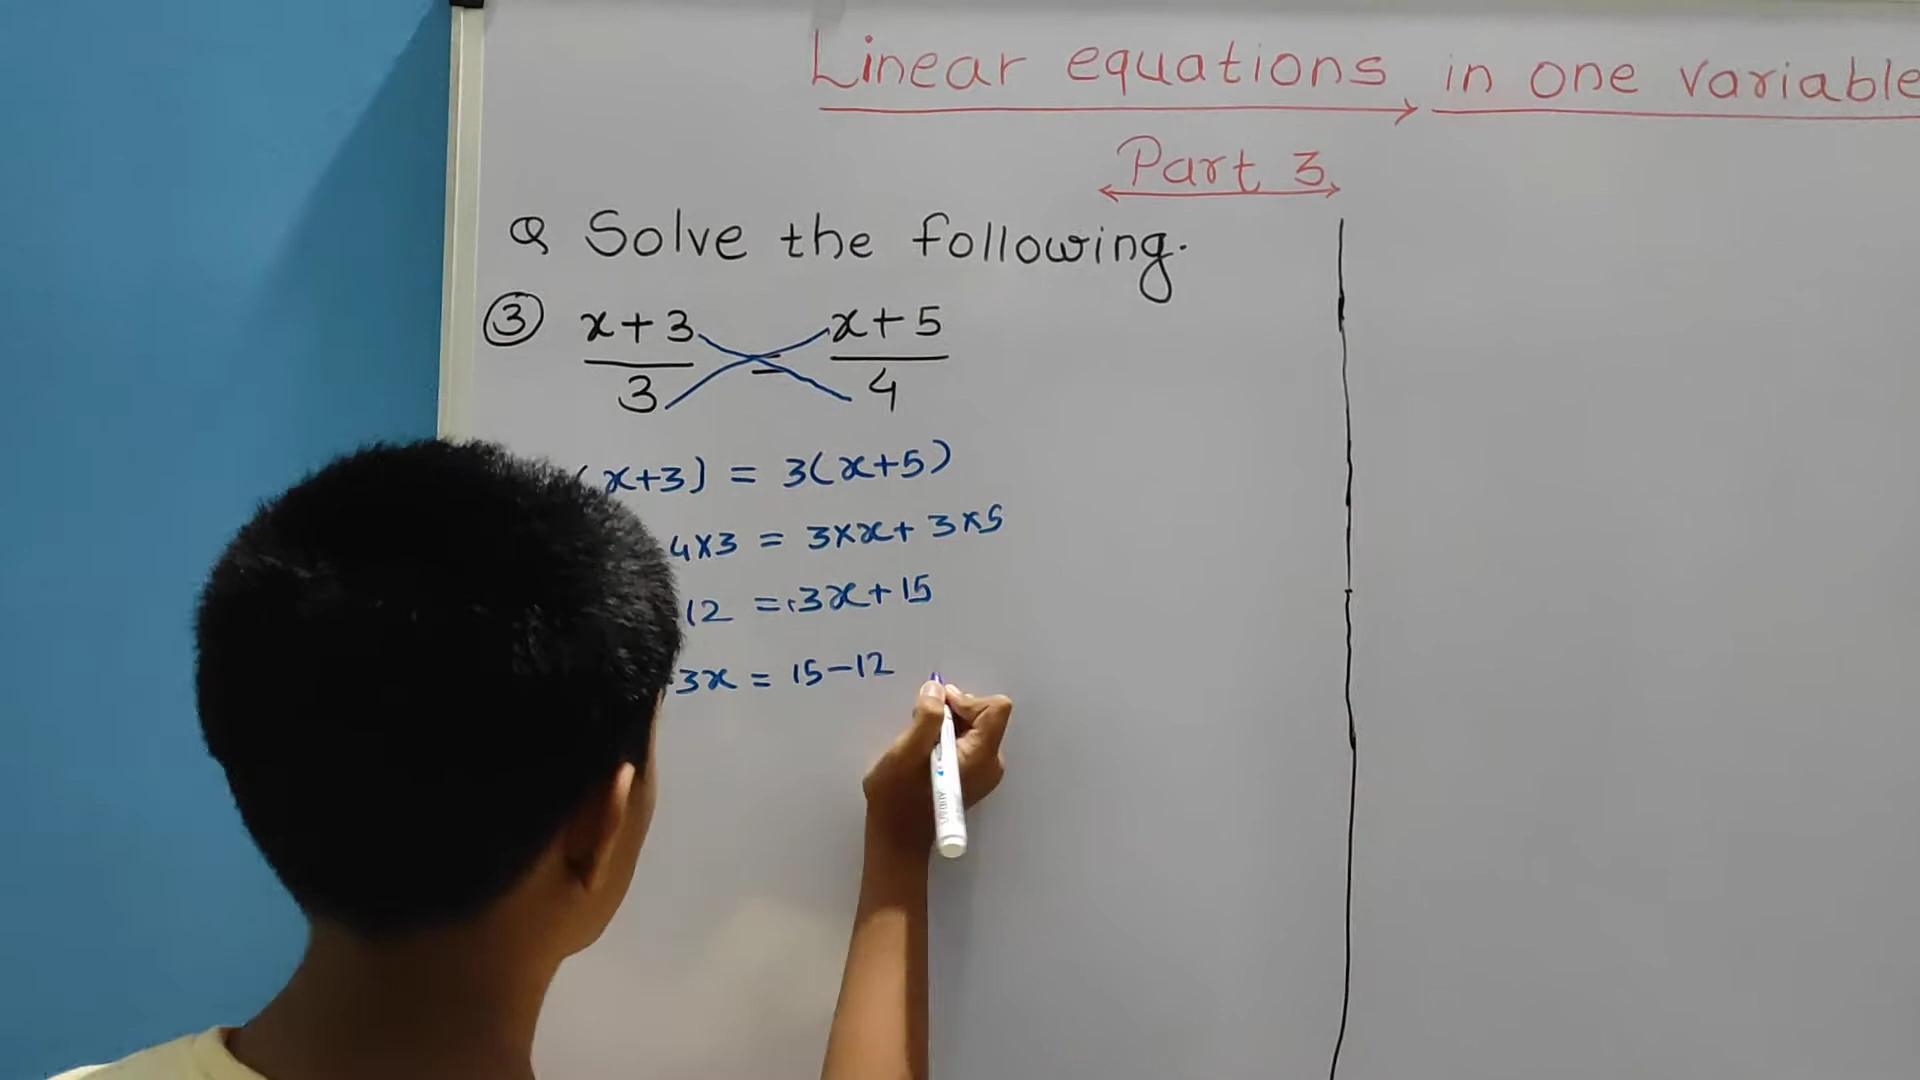 Linear equations in one variable
Part 3
Q Solve the following.
③ x+3/3 = x+5/4
(x+3) = 3(x+5)
4×3 = 3×x+ 3×5
12 = 3x+15
3x = 15-12